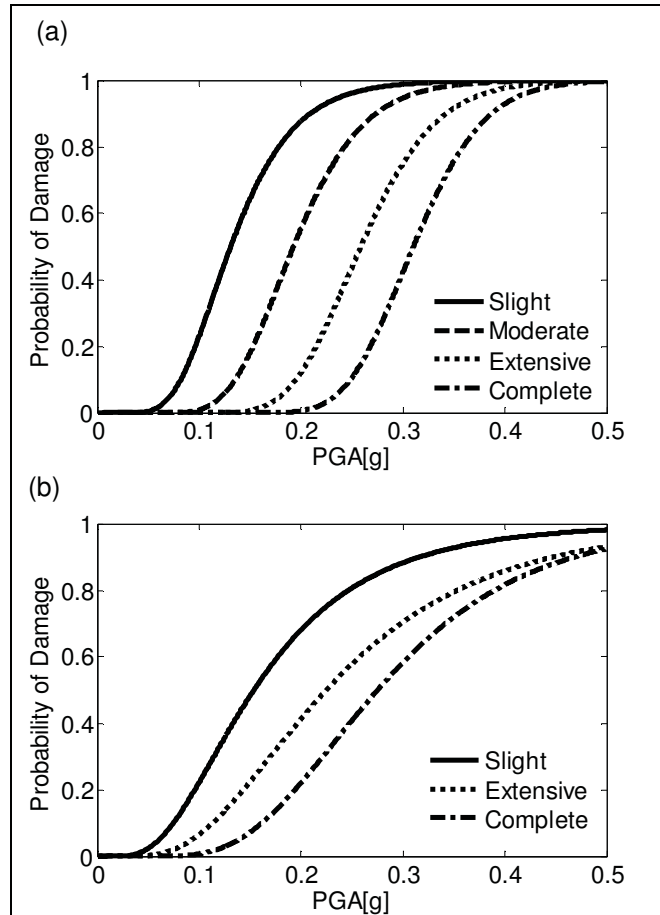 (a)
Probability of Damage
1
0.8
0.6
0.4
0.2
0
Slight
Moderate
Extensive
Complete
0 0.1 0.2 0.3 0.4 0.5
PGA[g]
(b)
Probability of Damage
1
0.8
0.6
0.4
0.2
0
Slight
Extensive
Complete
0 0.1 0.2 0.3 0.4 0.5
PGA[g]